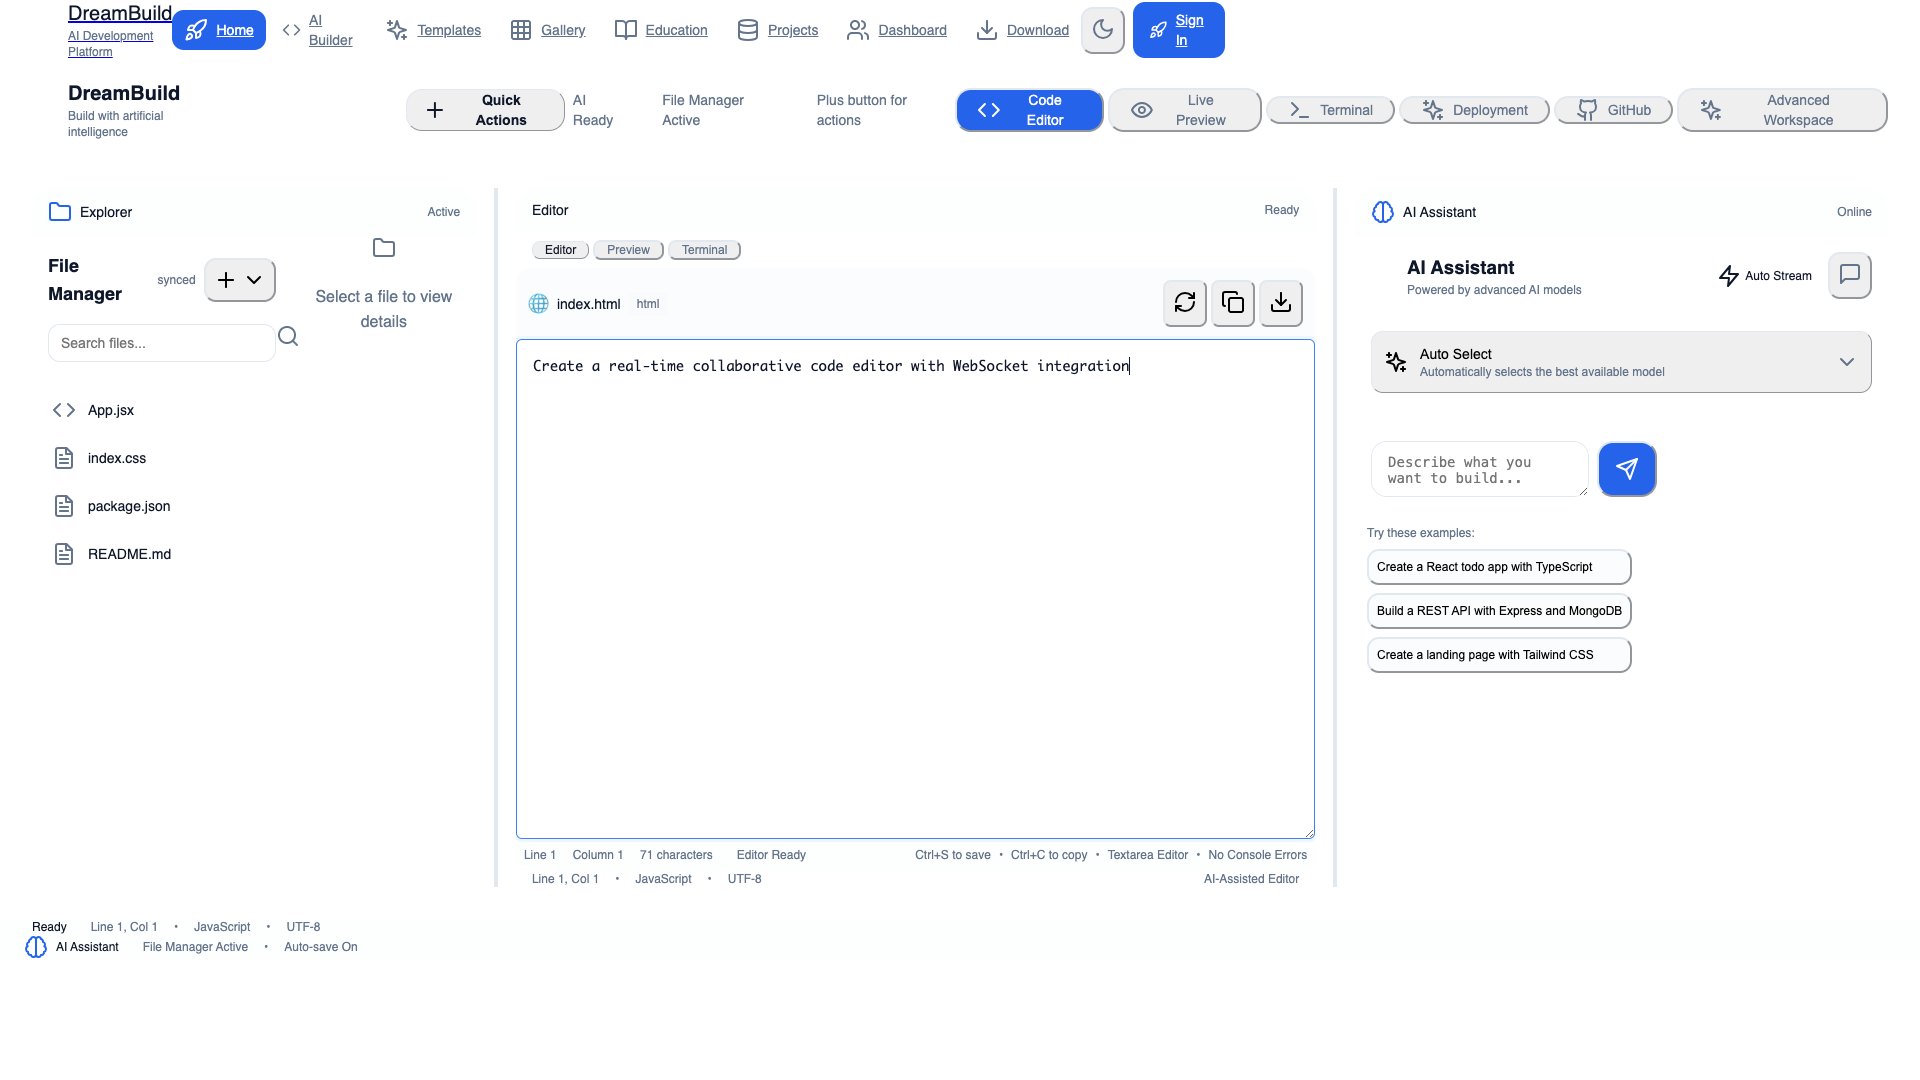 DreamBuild
AI Development
Platform
Home
AI
Builder
Templates
Gallery
Education
Projects
Dashboard
Download
Sign
In
DreamBuild
Build with artificial
intelligence
Quick
Actions
AI
Ready
File Manager
Active
Plus button for
actions
Code
Editor
Live
Preview
Terminal
Deployment
GitHub
Advanced
Workspace
Explorer
Active
File
Manager
synced
Search files...
Select a file to view
details
App.jsx
index.css
package.json
README.md
Editor
Ready
Editor
Preview
Terminal
index.html
html
Create a real-time collaborative code editor with WebSocket integration
Line 1
Column 1
71 characters
Editor Ready
Ctrl+S to save • Ctrl+C to copy • Textarea Editor • No Console Errors
Line 1, Col 1 • JavaScript • UTF-8
AI-Assisted Editor
AI Assistant
Online
AI Assistant
Powered by advanced AI models
Auto Stream
Auto Select
Automatically selects the best available model
Describe what you
want to build...
Try these examples:
Create a React todo app with TypeScript
Build a REST API with Express and MongoDB
Create a landing page with Tailwind CSS
Ready
Line 1, Col 1 • JavaScript • UTF-8
AI Assistant
File Manager Active • Auto-save On